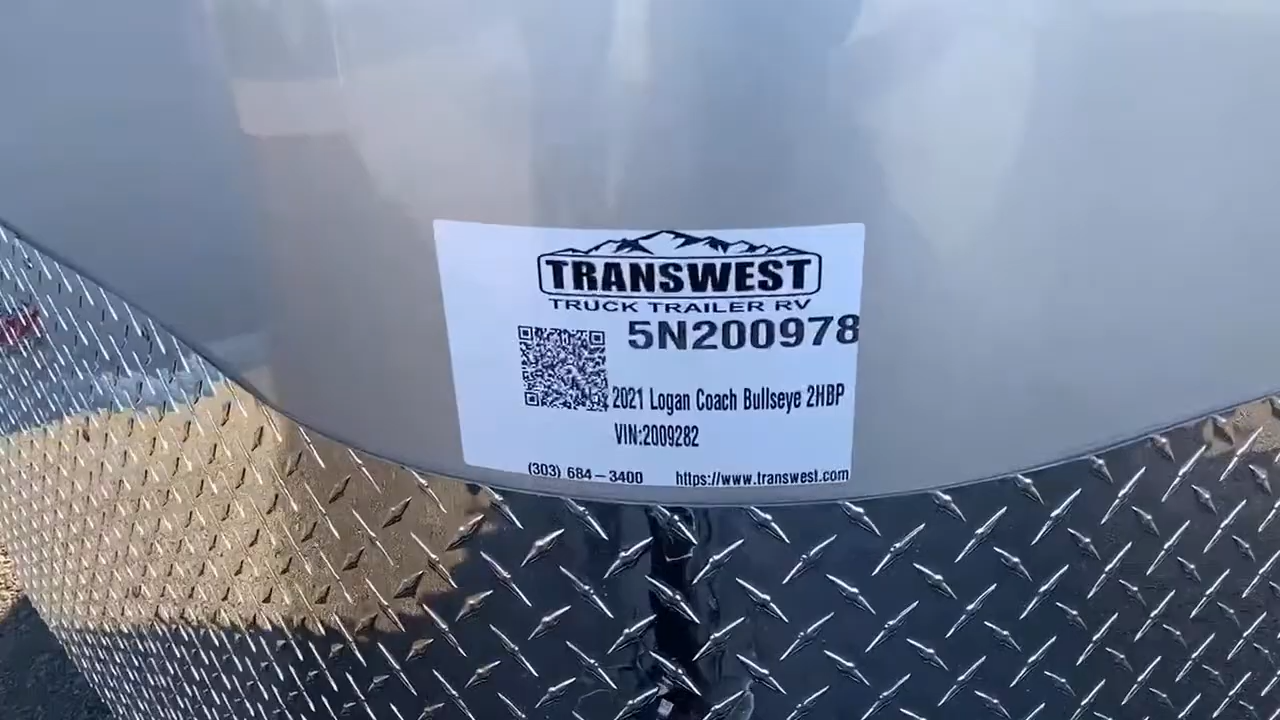 TRANSWEST
TRUCK TRAILER RV
5N200978
2021 Logan Coach Bullseye 2HBP
VIN:2009282
(303) 684-3400 https://www.transwest.com